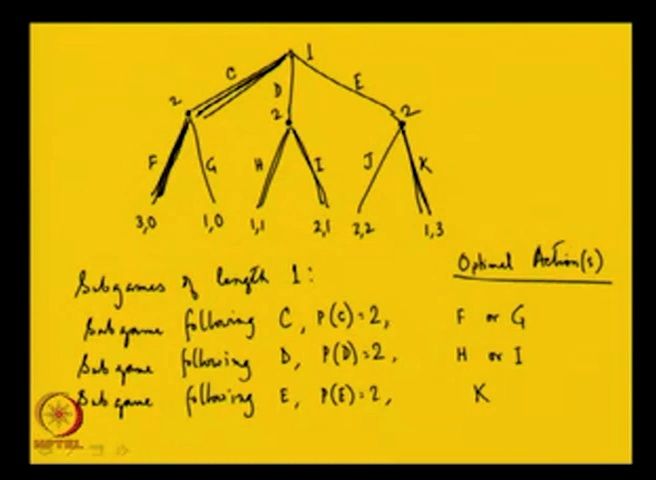 1
C D E
2 2 2
F G H I J K
3,0 1,0 1,1 2,1 2,2 1,3
Optimal Action(s)
Subgames of length 1:
Subgame following C, P(C)=2, F or G
Subgame following D, P(D)=2, H or I
Subgame following E, P(E)=2, K
NPTEL